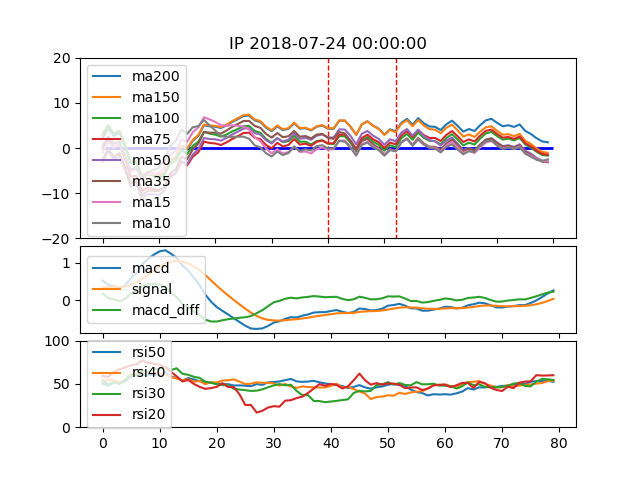 IP 2018-07-24 00:00:00
20
10
0
−10
−20
ma200
ma150
ma100
ma75
ma50
ma35
ma15
ma10
1
0
macd
signal
macd_diff
100
50
0
rsi50
rsi40
rsi30
rsi20
0 10 20 30 40 50 60 70 80